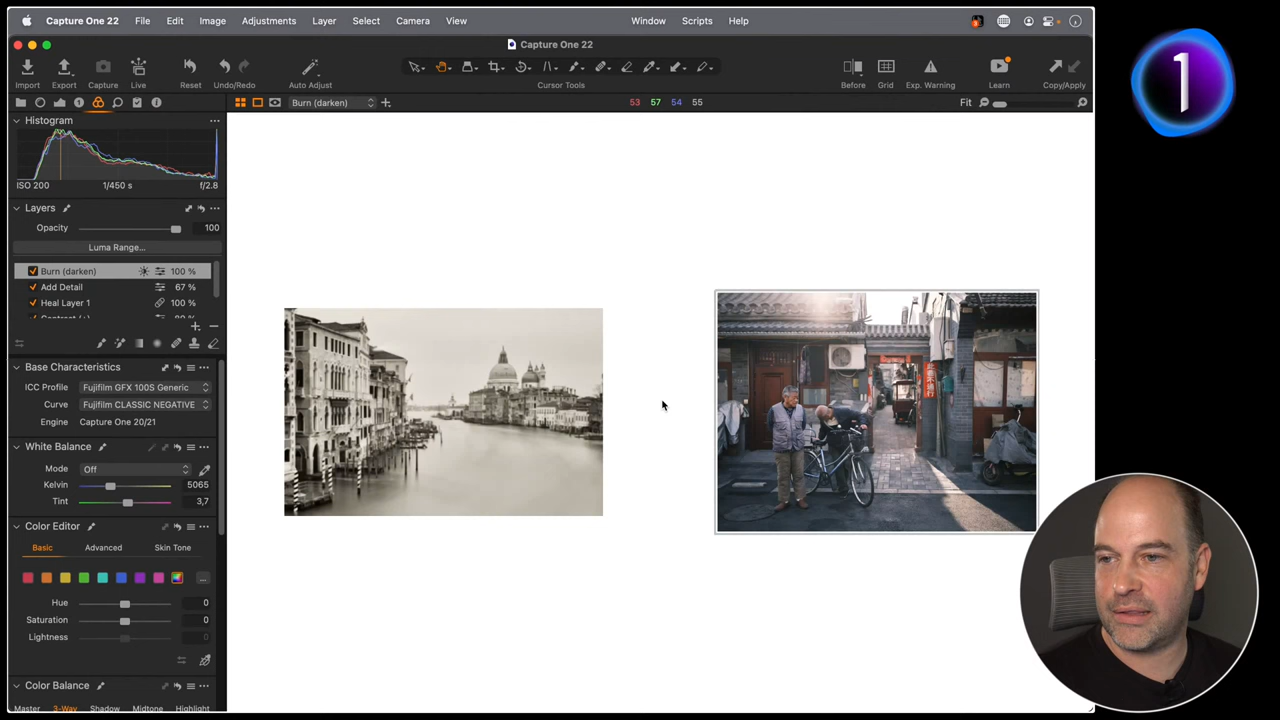 Capture One 22 File Edit Image Adjustments Layer Select Camera View Window Scripts Help
Capture One 22
Import Export Capture Live Reset Undo/Redo Auto Adjust Cursor Tools Before Grid Exp. Warning Learn Copy/Apply
Burn (darken) 53 57 54 55 Fit
Histogram
ISO 200 1/450 s f/2.8
Layers
Opacity 100
Luma Range...
Burn (darken) 100 %
Add Detail 67 %
Heal Layer 1 100 %
Base Characteristics
ICC Profile Fujifilm GFX 100S Generic
Curve Fujifilm CLASSIC NEGATIVE
Engine Capture One 20/21
White Balance
Mode Off
Kelvin 5065
Tint 3,7
Color Editor
Basic Advanced Skin Tone
...
Hue 0
Saturation 0
Lightness 0
Color Balance
Master 3-Way Shadow Midtone Highlight
1